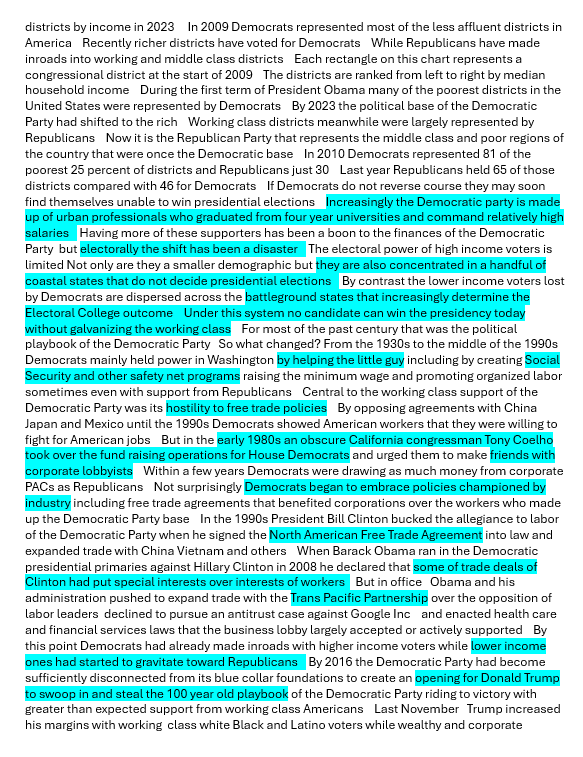 districts by income in 2023 In 2009 Democrats represented most of the less affluent districts in
America Recently richer districts have voted for Democrats While Republicans have made
inroads into working and middle class districts Each rectangle on this chart represents a
congressional district at the start of 2009 The districts are ranked from left to right by median
household income During the first term of President Obama many of the poorest districts in the
United States were represented by Democrats By 2023 the political base of the Democratic
Party had shifted to the rich Working class districts meanwhile were largely represented by
Republicans Now it is the Republican Party that represents the middle class and poor regions of
the country that were once the Democratic base In 2010 Democrats represented 81 of the
poorest 25 percent of districts and Republicans just 30 Last year Republicans held 65 of those
districts compared with 46 for Democrats If Democrats do not reverse course they may soon
find themselves unable to win presidential elections Increasingly the Democratic party is made
up of urban professionals who graduated from four year universities and command relatively high
salaries Having more of these supporters has been a boon to the finances of the Democratic
Party but electorally the shift has been a disaster The electoral power of high income voters is
limited Not only are they a smaller demographic but they are also concentrated in a handful of
coastal states that do not decide presidential elections By contrast the lower income voters lost
by Democrats are dispersed across the battleground states that increasingly determine the
Electoral College outcome Under this system no candidate can win the presidency today
without galvanizing the working class For most of the past century that was the political
playbook of the Democratic Party So what changed? From the 1930s to the middle of the 1990s
Democrats mainly held power in Washington by helping the little guy including by creating Social
Security and other safety net programs raising the minimum wage and promoting organized labor
sometimes even with support from Republicans Central to the working class support of the
Democratic Party was its hostility to free trade policies By opposing agreements with China
Japan and Mexico until the 1990s Democrats showed American workers that they were willing to
fight for American jobs But in the early 1980s an obscure California congressman Tony Coelho
took over the fund raising operations for House Democrats and urged them to make friends with
corporate lobbyists Within a few years Democrats were drawing as much money from corporate
PACs as Republicans Not surprisingly Democrats began to embrace policies championed by
industry including free trade agreements that benefited corporations over the workers who made
up the Democratic Party base In the 1990s President Bill Clinton bucked the allegiance to labor
of the Democratic Party when he signed the North American Free Trade Agreement into law and
expanded trade with China Vietnam and others When Barack Obama ran in the Democratic
presidential primaries against Hillary Clinton in 2008 he declared that some of trade deals of
Clinton had put special interests over interests of workers But in office Obama and his
administration pushed to expand trade with the Trans Pacific Partnership over the opposition of
labor leaders declined to pursue an antitrust case against Google Inc and enacted health care
and financial services laws that the business lobby largely accepted or actively supported By
this point Democrats had already made inroads with higher income voters while lower income
ones had started to gravitate toward Republicans By 2016 the Democratic Party had become
sufficiently disconnected from its blue collar foundations to create an opening for Donald Trump
to swoop in and steal the 100 year old playbook of the Democratic Party riding to victory with
greater than expected support from working class Americans Last November Trump increased
his margins with working class white Black and Latino voters while wealthy and corporate